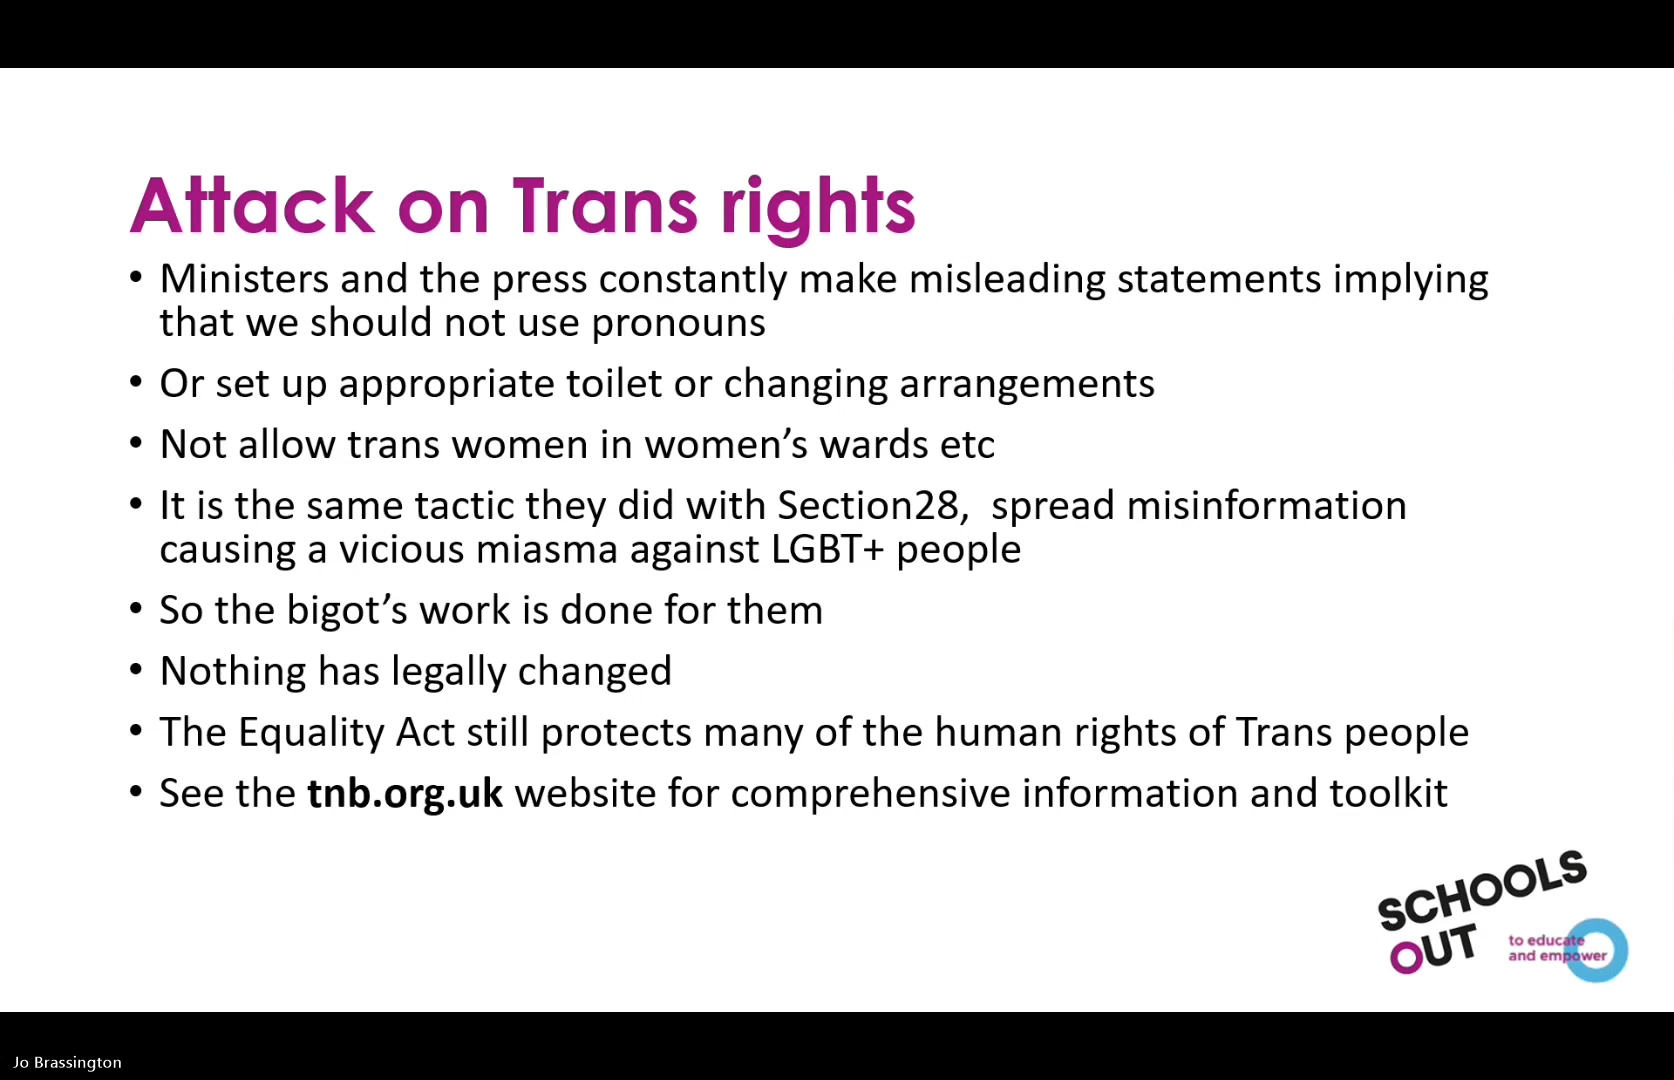 Attack on Trans rights
• Ministers and the press constantly make misleading statements implying
that we should not use pronouns
• Or set up appropriate toilet or changing arrangements
• Not allow trans women in women’s wards etc
• It is the same tactic they did with Section28,  spread misinformation
causing a vicious miasma against LGBT+ people
• So the bigot’s work is done for them
• Nothing has legally changed
• The Equality Act still protects many of the human rights of Trans people
• See the tnb.org.uk website for comprehensive information and toolkit
SCHOOLS
OUT
to educate
and empower
Jo Brassington